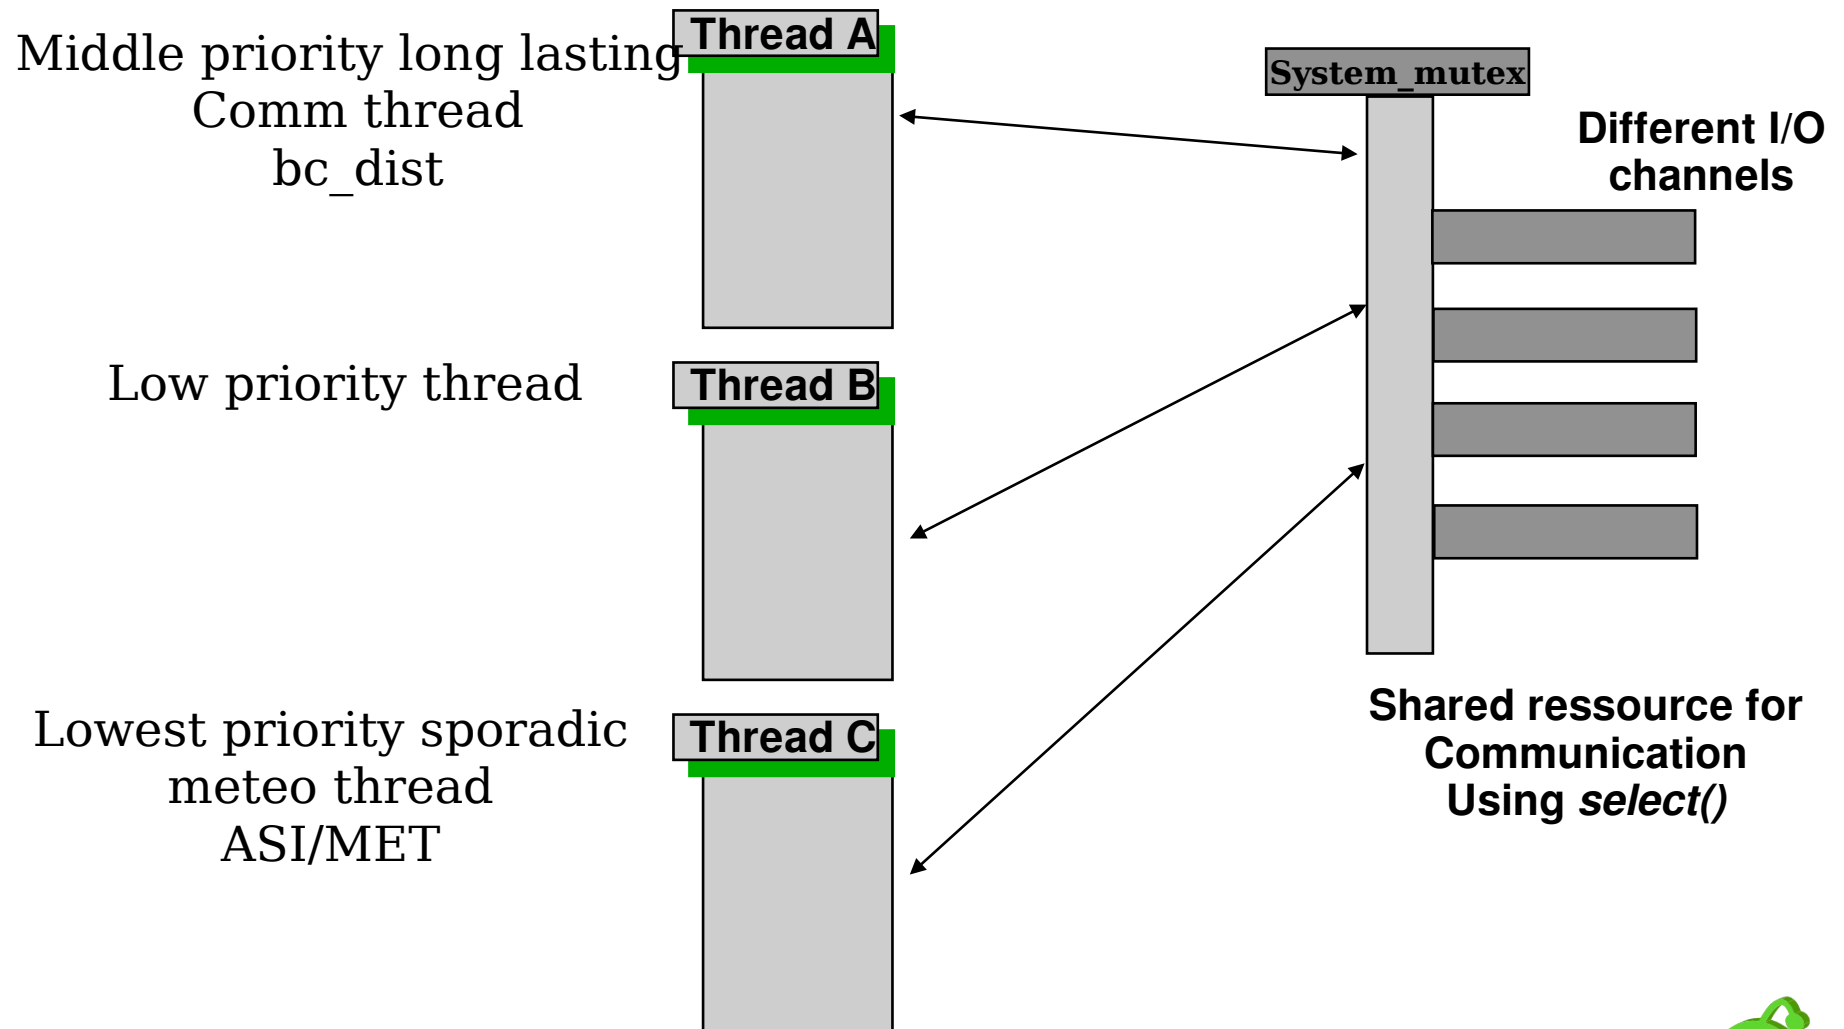 Middle priority long lasting
Comm thread
bc_dist
Thread A
System_mutex
Different I/O
channels
Low priority thread
Thread B
Lowest priority sporadic
meteo thread
ASI/MET
Thread C
Shared ressource for
Communication
Using select()